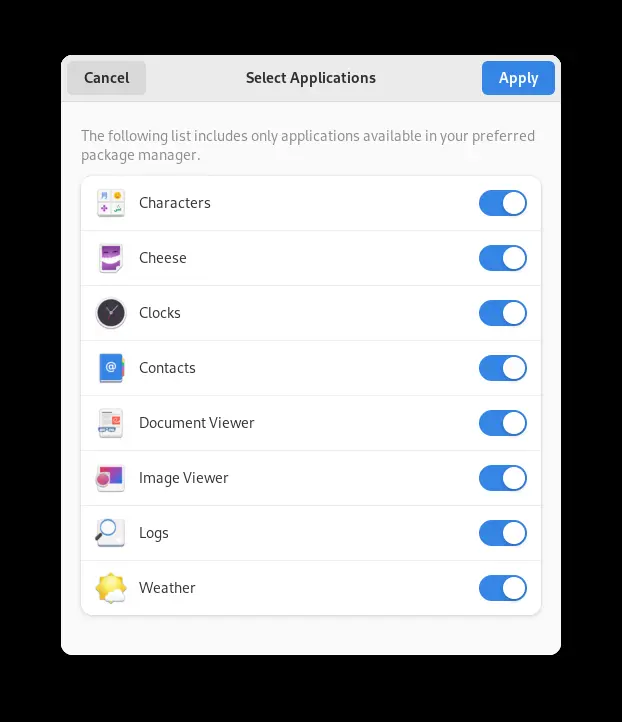 Cancel
Select Applications
Apply
The following list includes only applications available in your preferred
package manager.
Characters
Cheese
Clocks
@
Contacts
Document Viewer
Image Viewer
Logs
Weather